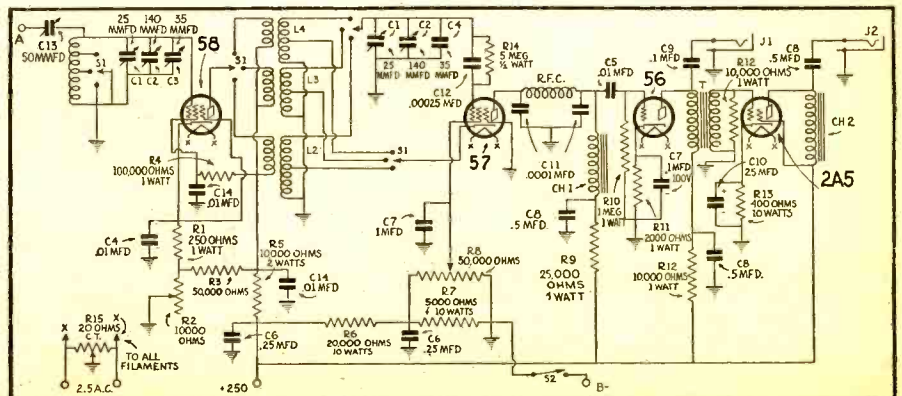 25 140 35
MMFD MMFD MMFD
A
C13
50MMFD
S1
C1 C2 C3
58
S1
L4
L3
L2
C1 C2 C4
25 140 35
MMFD MMFD MMFD
R14
5 MEG
½ WATT
C12
.00025 MFD
57
S1
R.F.C.
C11
.0001 MFD
C5
.01 MFD
56
C9
.1 MFD
J1
T
R12
10,000 OHMS
1 WATT
C8
.5 MFD
J2
CH 2
2A5
R4
100,000 OHMS
1 WATT
C14
.01 MFD
C4
.01 MFD
R1
250 OHMS
1 WATT
R3
50,000 OHMS
R2
10000
OHMS
R5
10000 OHMS
2 WATTS
C14
.01 MFD
C7
1 MFD
CH 1
C8
.5 MFD.
R10
1 MEG
1 WATT
C7
.1 MFD
100V
R11
2000 OHMS
1 WATT
C10
25 MFD
R13
400 OHMS
10 WATTS
R9
25,000
OHMS
1 WATT
R12
10,000 OHMS
1 WATT
C8
.5 MFD.
R8
50,000 OHMS
R7
5000 OHMS
10 WATTS
C6
.25 MFD
R6
20,000 OHMS
10 WATTS
C6
.25 MFD
X R15 X
20 OHMS
C.T.
TO ALL
FILAMENTS
2.5 A.C.
+250
S2
B-
X X
X X
X X
X X